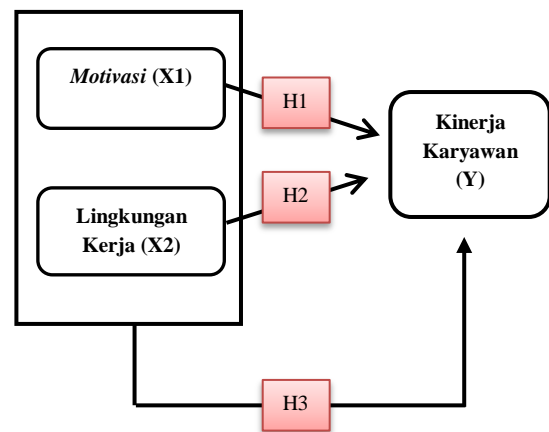 Motivasi (X1)
H1
Kinerja
Karyawan
(Y)
H2
Lingkungan
Kerja (X2)
H3